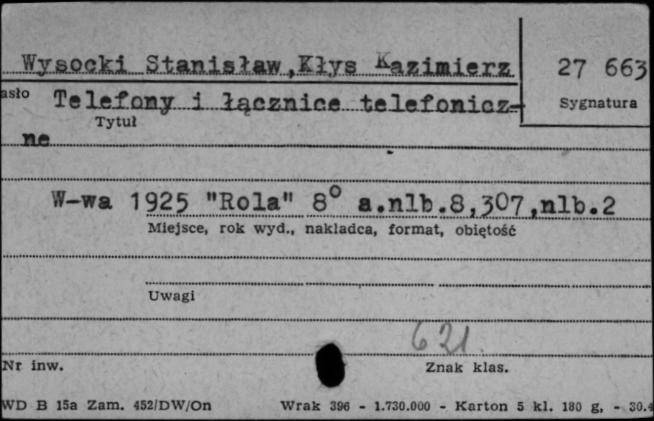 Wysocki Stanisław,Kłys Kazimierz
27 663
asło Telefony i łącznice telefonicz-
Sygnatura
Tytuł
ne
W-wa 1925 "Rola" 8° a.nlb.8,307,nlb.2
Miejsce, rok wyd., nakladca, format, obiętość
Uwagi
621
Nr inw.
Znak klas.
WD B 15a Zam. 452/DW/On Wrak 396 - 1.730.000 - Karton 5 kl. 180 g, - 30.4